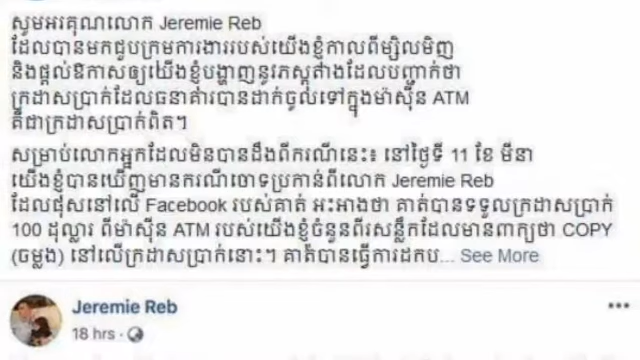 សូមអរគុណលោក Jeremie Reb
ដែលបានមកជួបក្រុមការងាររបស់យើងខ្ញុំកាលពីម្សិលមិញ
និងផ្តល់ឱកាសឲ្យយើងខ្ញុំបង្ហាញនូវភស្តុតាងដែលបញ្ជាក់ថា
ក្រដាសប្រាក់ដែលធនាគារបានដាក់ចូលទៅក្នុងម៉ាស៊ីន ATM
គឺជាក្រដាសប្រាក់ពិត។
សម្រាប់លោកអ្នកដែលមិនបានដឹងពីករណីនេះ៖ នៅថ្ងៃទី 11 ខែ មីនា
យើងខ្ញុំបានឃើញមានករណីចោទប្រកាន់ពីលោក Jeremie Reb
ដែលផុសនៅលើ Facebook របស់គាត់ អះអាងថា គាត់បានទទួលក្រដាសប្រាក់
100 ដុល្លារ ពីម៉ាស៊ីន ATM របស់យើងខ្ញុំចំនួនពីរសន្លឹកដែលមានពាក្យថា COPY
(ចម្លង) នៅលើក្រដាសប្រាក់នោះ។ គាត់បានធ្វើការដកប... See More
Jeremie Reb
18 hrs ·